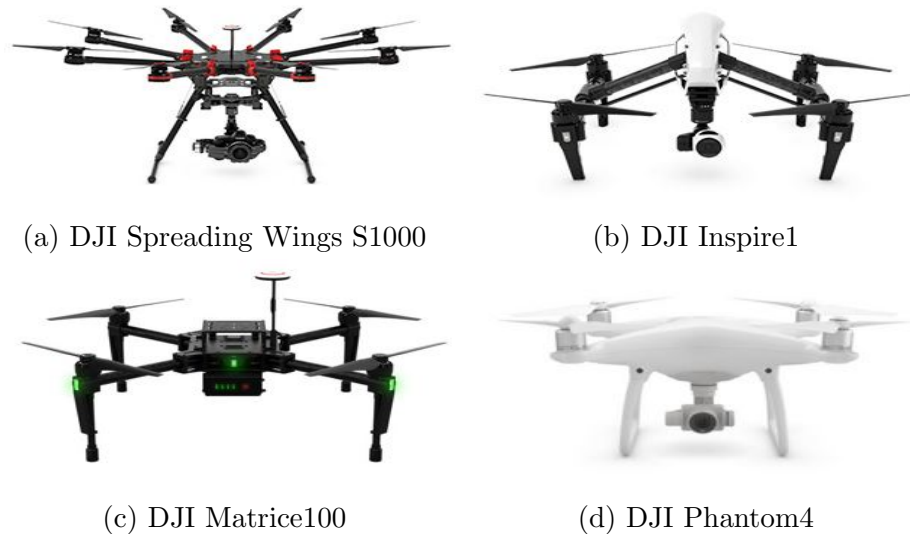 (a) DJI Spreading Wings S1000
(b) DJI Inspire1
(c) DJI Matrice100
(d) DJI Phantom4